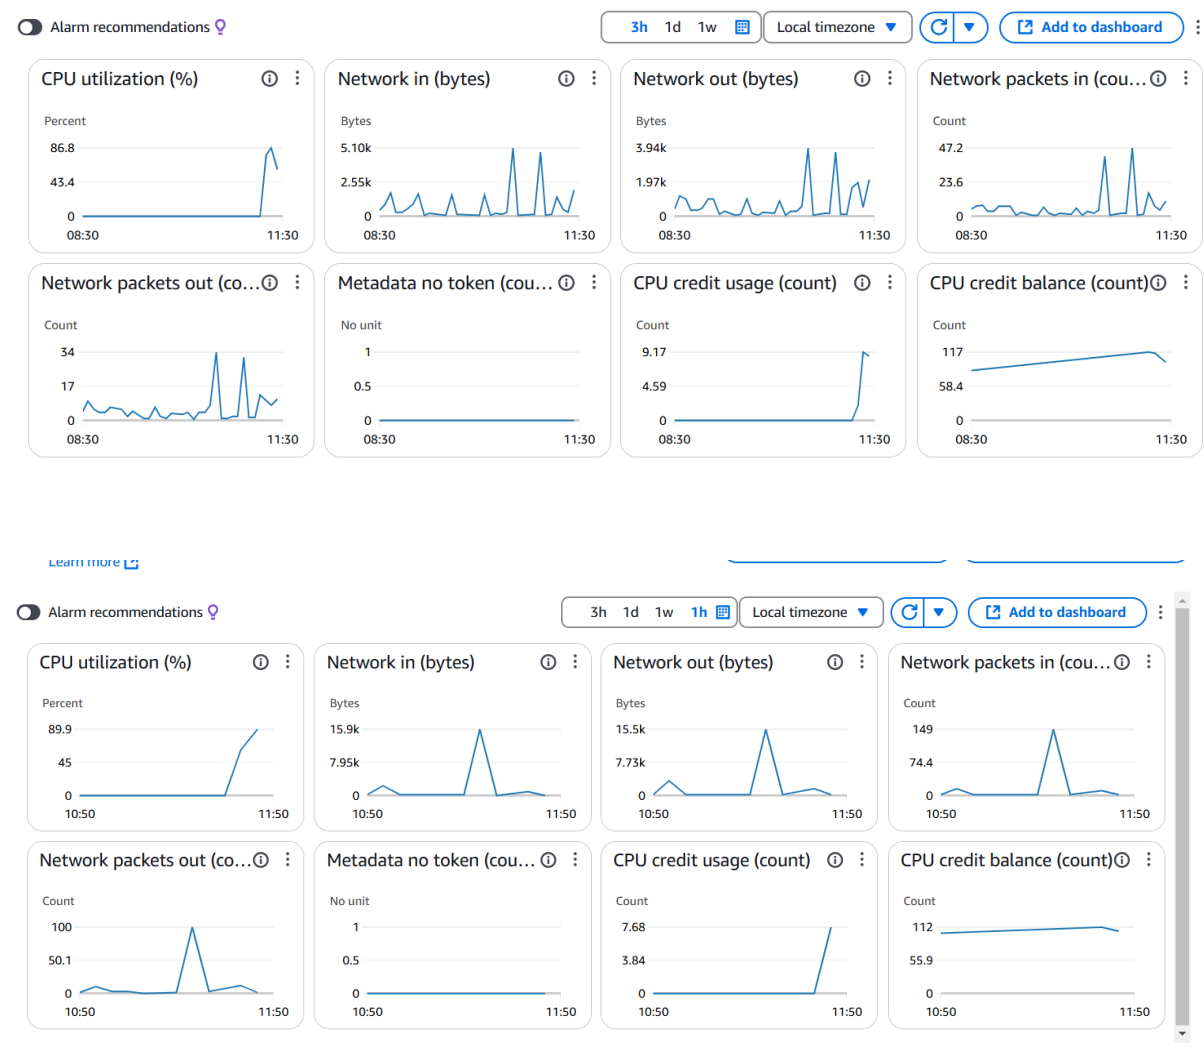 Alarm recommendations
3h 1d 1w Local timezone Add to dashboard
CPU utilization (%)
Percent
86.8
43.4
0
08:30 11:30
Network in (bytes)
Bytes
5.10k
2.55k
0
08:30 11:30
Network out (bytes)
Bytes
3.94k
1.97k
0
08:30 11:30
Network packets in (cou...
Count
47.2
23.6
0
08:30 11:30
Network packets out (co...
Count
34
17
0
08:30 11:30
Metadata no token (cou...
No unit
1
0.5
0
08:30 11:30
CPU credit usage (count)
Count
9.17
4.59
0
08:30 11:30
CPU credit balance (count)
Count
117
58.4
0
08:30 11:30
Learn more
Alarm recommendations
3h 1d 1w 1h Local timezone Add to dashboard
CPU utilization (%)
Percent
89.9
45
0
10:50 11:50
Network in (bytes)
Bytes
15.9k
7.95k
0
10:50 11:50
Network out (bytes)
Bytes
15.5k
7.73k
0
10:50 11:50
Network packets in (cou...
Count
149
74.4
0
10:50 11:50
Network packets out (co...
Count
100
50.1
0
10:50 11:50
Metadata no token (cou...
No unit
1
0.5
0
10:50 11:50
CPU credit usage (count)
Count
7.68
3.84
0
10:50 11:50
CPU credit balance (count)
Count
112
55.9
0
10:50 11:50